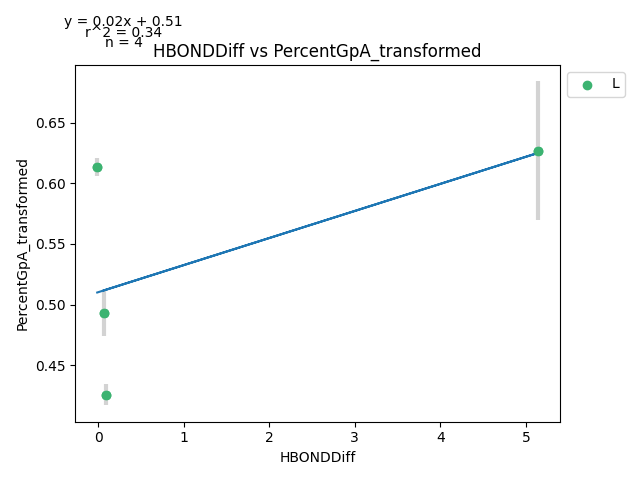 y = 0.02x + 0.51
r^2 = 0.34
n = 4
HBONDDiff vs PercentGpA_transformed
L
PercentGpA_transformed
0.65
0.60
0.55
0.50
0.45
0 1 2 3 4 5
HBONDDiff